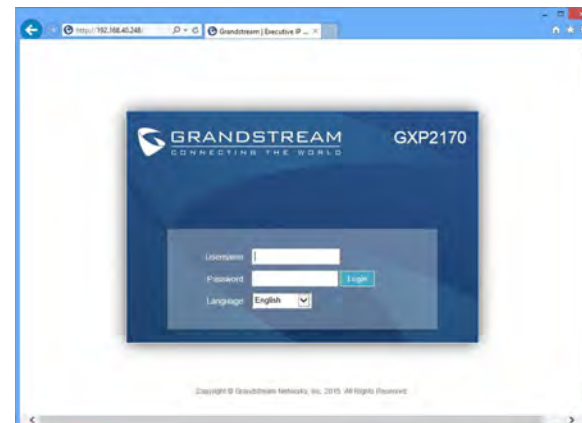 http://192.168.40.248/
Grandstream | Executive IP ...
GRANDSTREAM
CONNECTING THE WORLD
GXP2170
Username
Password
Login
Language
English
Copyright © Grandstream Networks, Inc. 2015. All Rights Reserved.